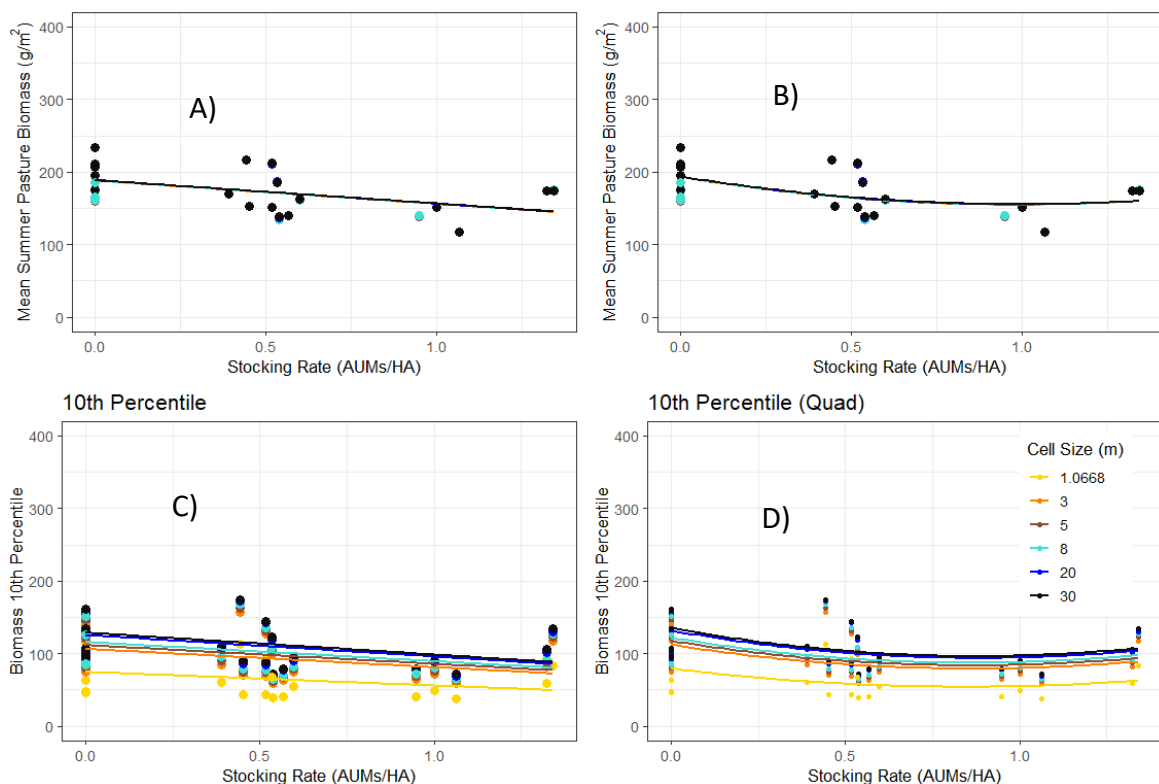 Mean Summer Pasture Biomass (g/m²)
400
300
200
100
0
A)
0.0
0.5
1.0
Stocking Rate (AUMs/HA)
Mean Summer Pasture Biomass (g/m²)
400
300
200
100
0
B)
0.0
0.5
1.0
Stocking Rate (AUMs/HA)
10th Percentile
Biomass 10th Percentile
400
300
200
100
0
C)
0.0
0.5
1.0
Stocking Rate (AUMs/HA)
10th Percentile (Quad)
Biomass 10th Percentile
400
300
200
100
0
D)
Cell Size (m)
1.0668
3
5
8
20
30
0.0
0.5
1.0
Stocking Rate (AUMs/HA)